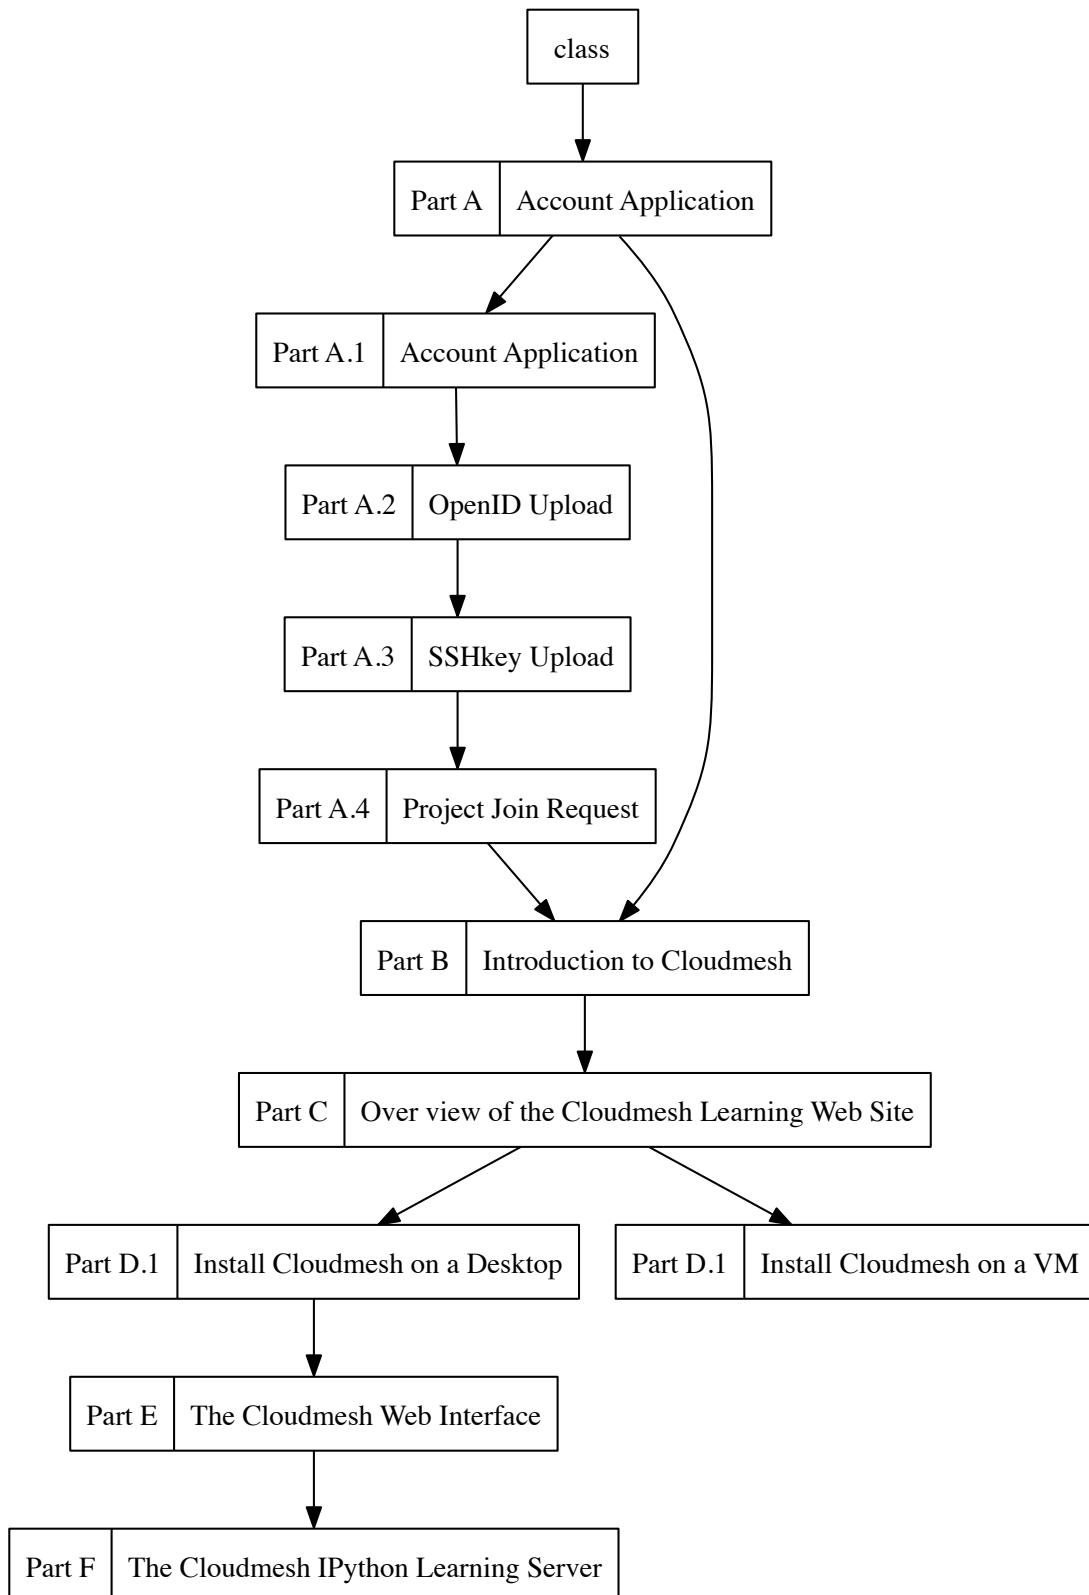 class
Part A Account Application
Part A.1 Account Application
Part A.2 OpenID Upload
Part A.3 SSHkey Upload
Part A.4 Project Join Request
Part B Introduction to Cloudmesh
Part C Over view of the Cloudmesh Learning Web Site
Part D.1 Install Cloudmesh on a Desktop
Part D.1 Install Cloudmesh on a VM
Part E The Cloudmesh Web Interface
Part F The Cloudmesh IPython Learning Server